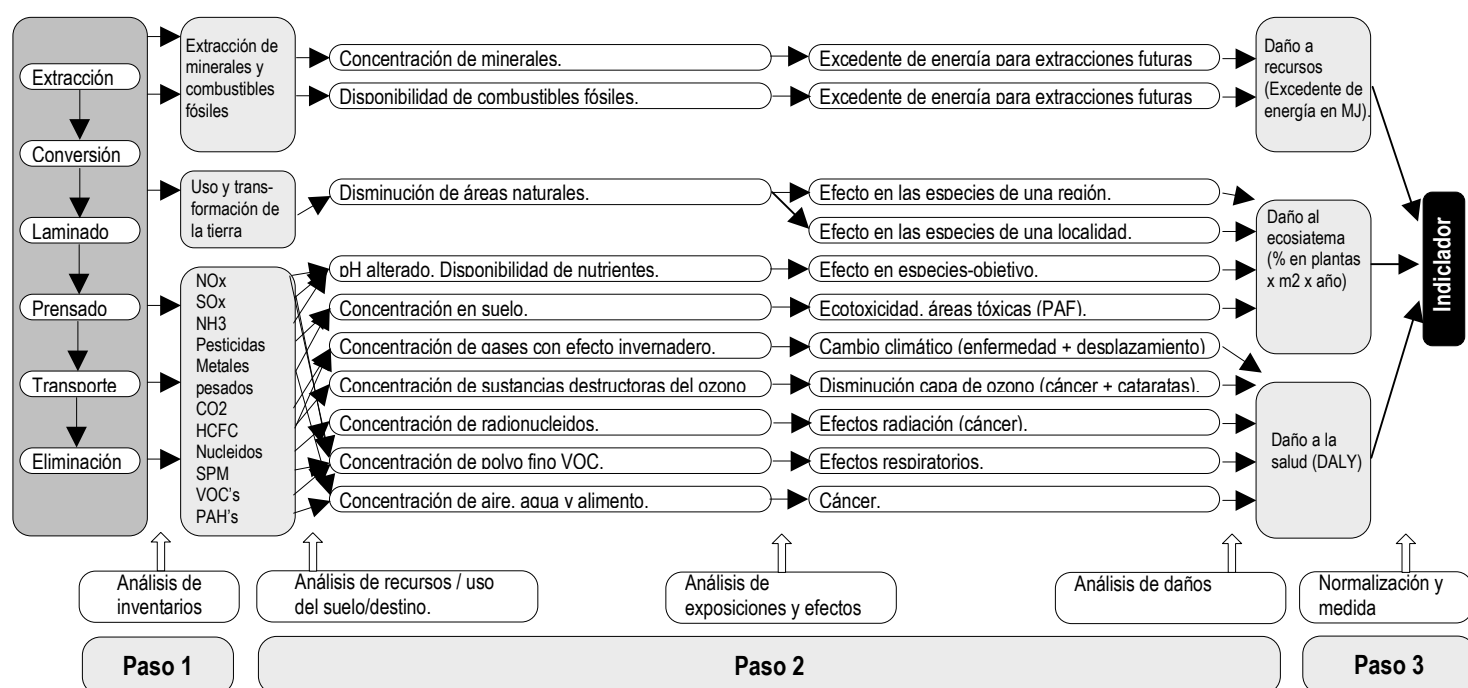 Extracción
Conversión
Laminado
Prensado
Transporte
Eliminación
Extracción de
minerales y
combustibles
fósiles
Uso y trans-
formación de
la tierra
NOx
SOx
NH3
Pesticidas
Metales
pesados
CO2
HCFC
Nucleidos
SPM
VOC's
PAH's
Concentración de minerales.
Disponibilidad de combustibles fósiles.
Disminución de áreas naturales.
pH alterado. Disponibilidad de nutrientes.
Concentración en suelo.
Concentración de gases con efecto invernadero.
Concentración de sustancias destructoras del ozono
Concentración de radionucleidos.
Concentración de polvo fino VOC.
Concentración de aire, agua y alimento.
Excedente de energía para extracciones futuras
Excedente de energía para extracciones futuras
Efecto en las especies de una región.
Efecto en las especies de una localidad.
Efecto en especies-objetivo.
Ecotoxicidad, áreas tóxicas (PAF).
Cambio climático (enfermedad + desplazamiento)
Disminución capa de ozono (cáncer + cataratas).
Efectos radiación (cáncer).
Efectos respiratorios.
Cáncer.
Daño a
recursos
(Excedente de
energía en MJ).
Daño al
ecosiatema
(% en plantas
x m2 x año)
Daño a la
salud (DALY)
Indiclador
Análisis de
inventarios
Análisis de recursos / uso
del suelo/destino.
Análisis de
exposiciones y efectos
Análisis de daños
Normalización y
medida
Paso 1
Paso 2
Paso 3